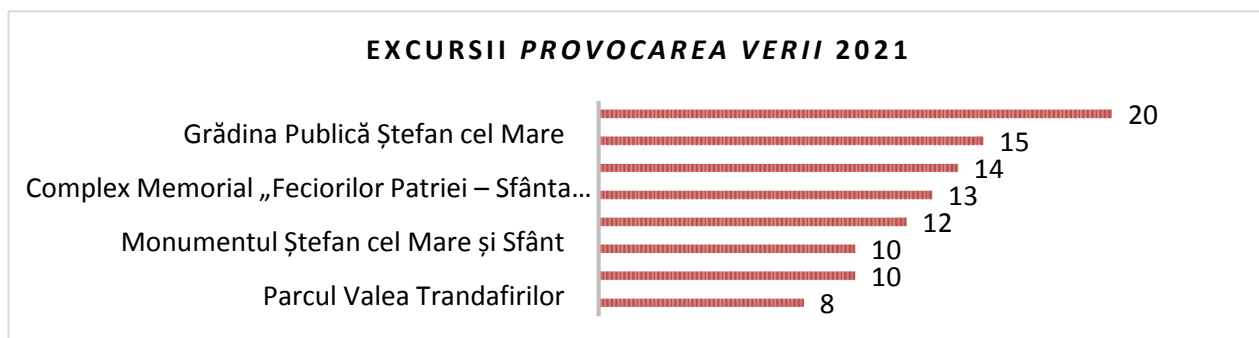 EXCURSII PROVOCAREA VERII 2021
20
Grădina Publică Ștefan cel Mare
15
14
Complex Memorial „Feciorilor Patriei – Sfânta...
13
12
Monumentul Ștefan cel Mare și Sfânt
10
10
Parcul Valea Trandafirilor
8